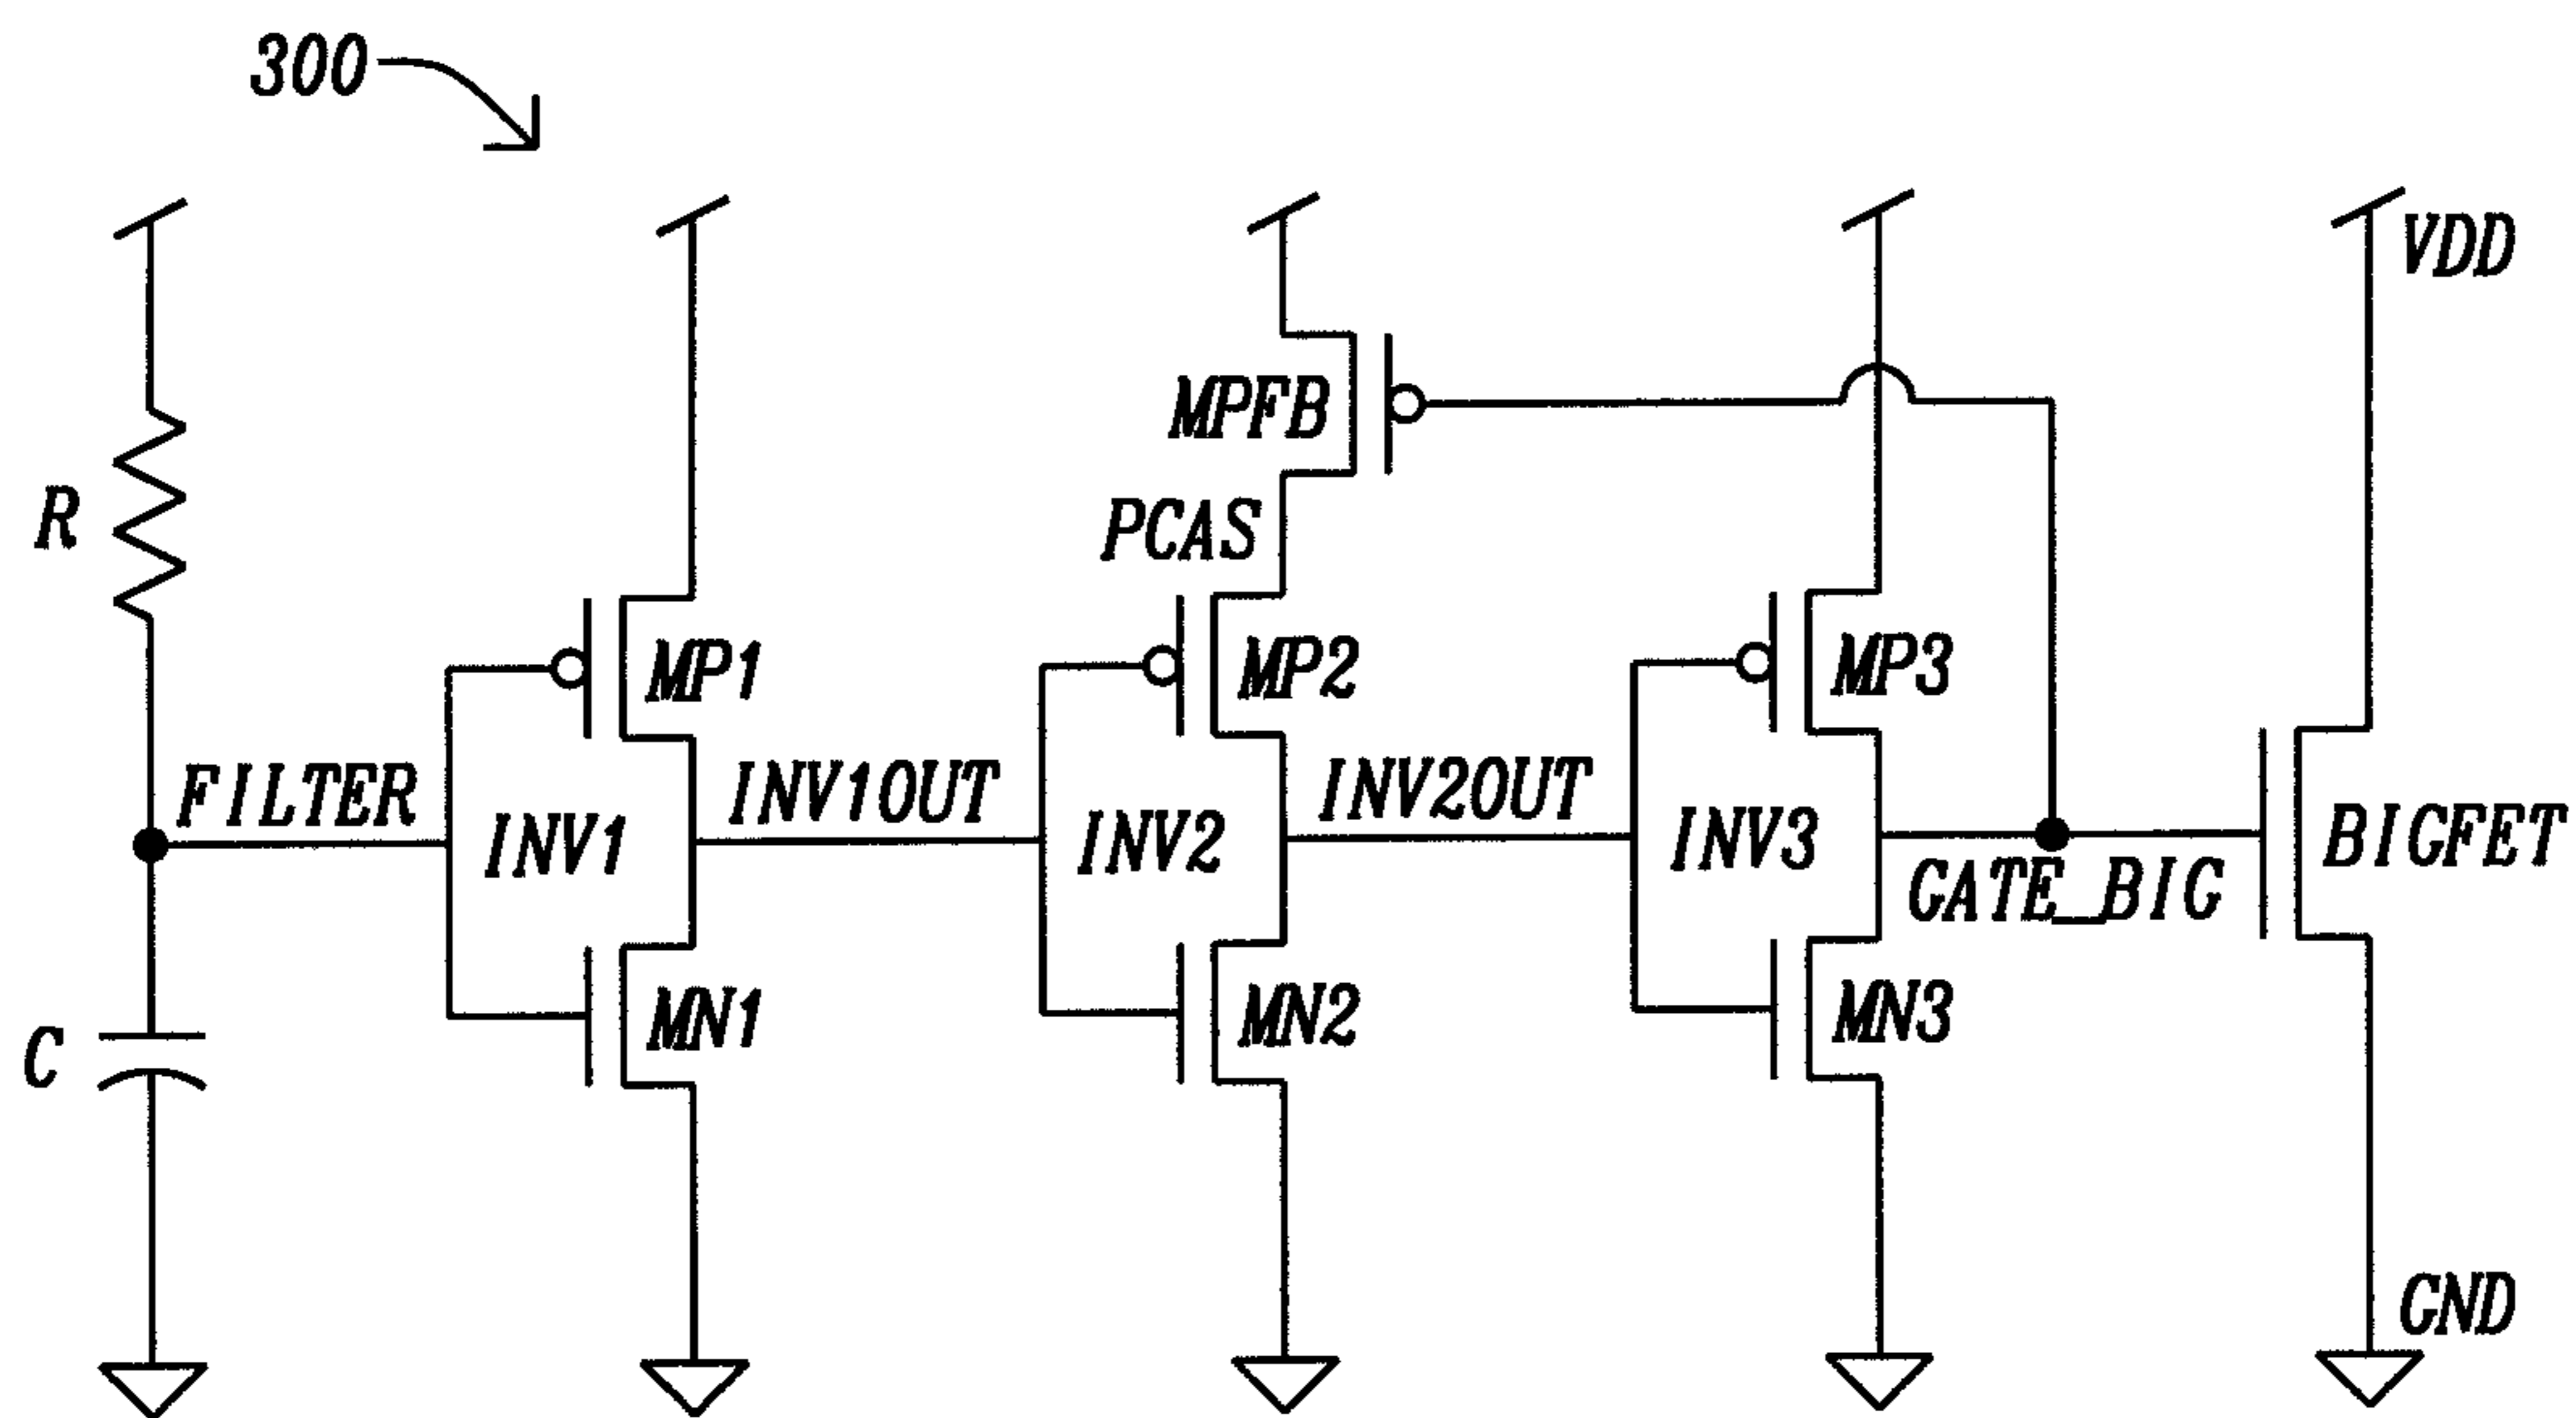 300
VDD
MPFB
R
PCAS
MP1
MP2
MP3
FILTER
INV1
INV1OUT
INV2
INV2OUT
INV3
GATE_BIG
BIGFET
C
MN1
MN2
MN3
GND